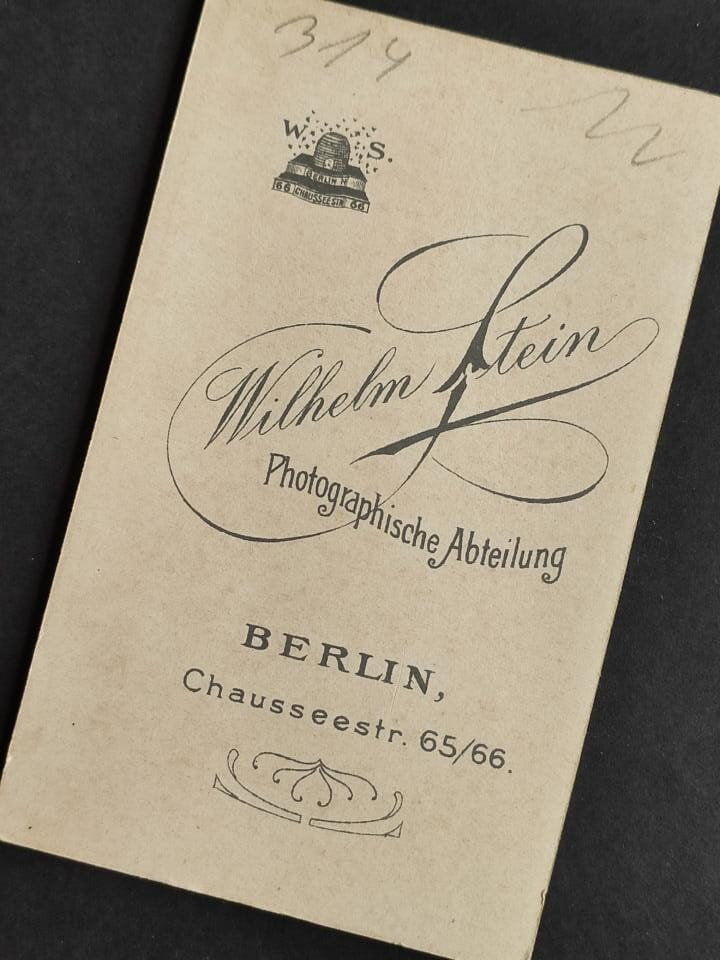 314
W. S.
BERLIN N
66 CHAUSSEESTR. 66
Wilhelm Stein
Photographische Abteilung
BERLIN,
Chausseestr. 65/66.